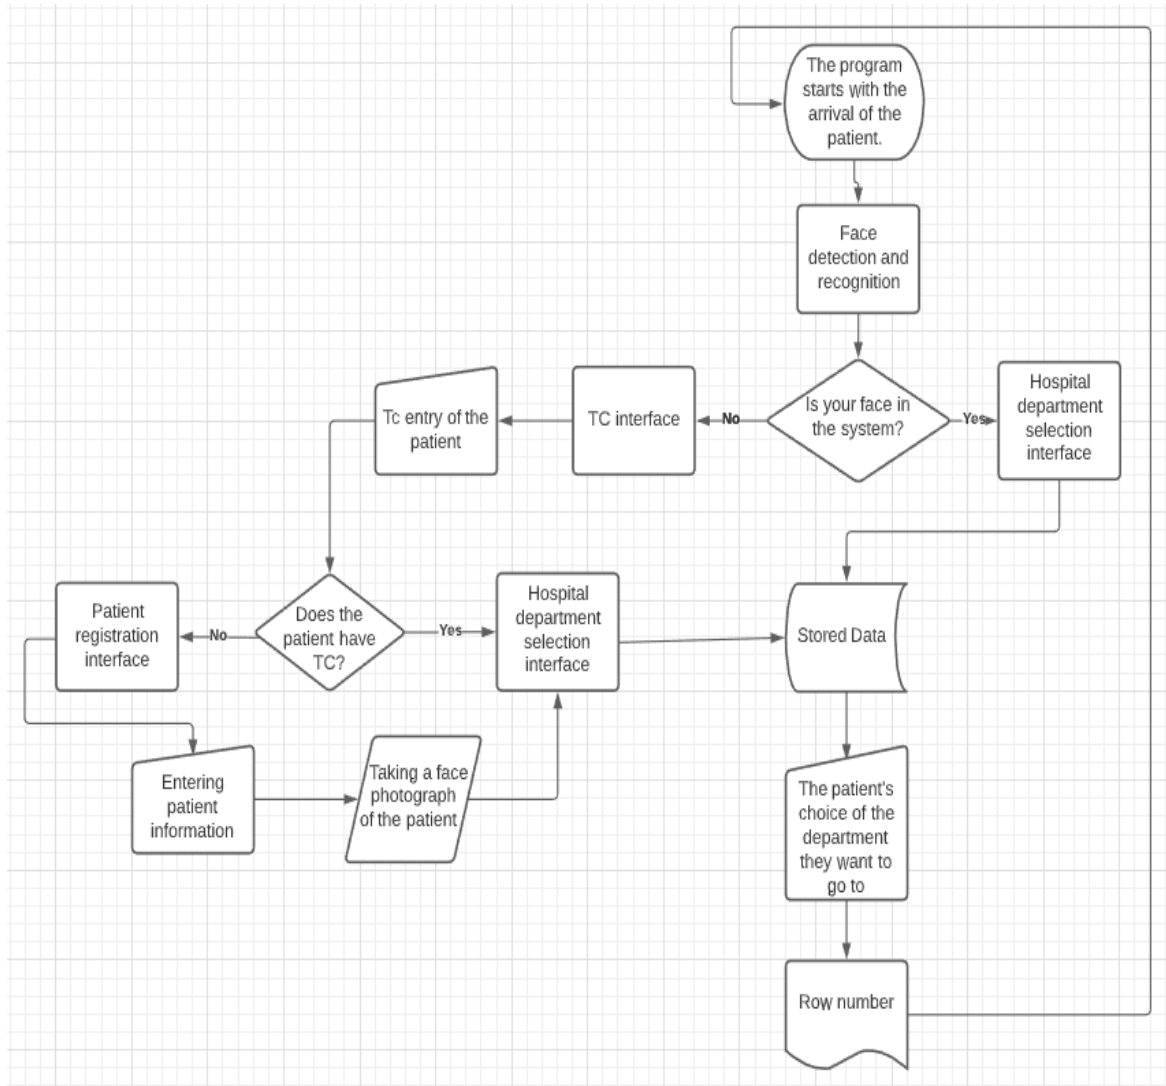 The program
starts with the
arrival of the
patient.
Face
detection and
recognition
Is your face in
the system?
No
Yes
Hospital
department
selection
interface
TC interface
Tc entry of the
patient
Does the
patient have
TC?
No
Yes
Patient
registration
interface
Hospital
department
selection
interface
Stored Data
Entering
patient
information
Taking a face
photograph
of the patient
The patient's
choice of the
department
they want to
go to
Row number